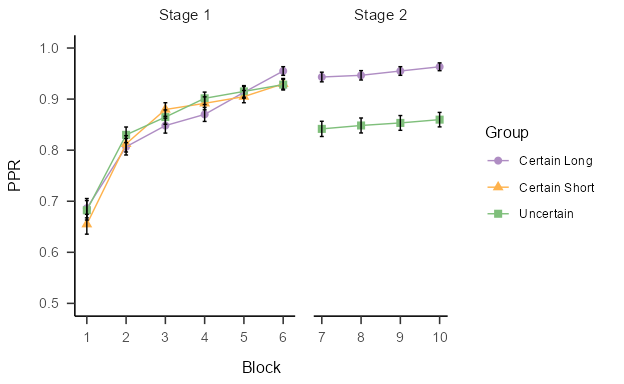 Stage 1 Stage 2
1.0
0.9
0.8
0.7
0.6
0.5
PPR
1 2 3 4 5 6 7 8 9 10
Block
Group
Certain Long
Certain Short
Uncertain